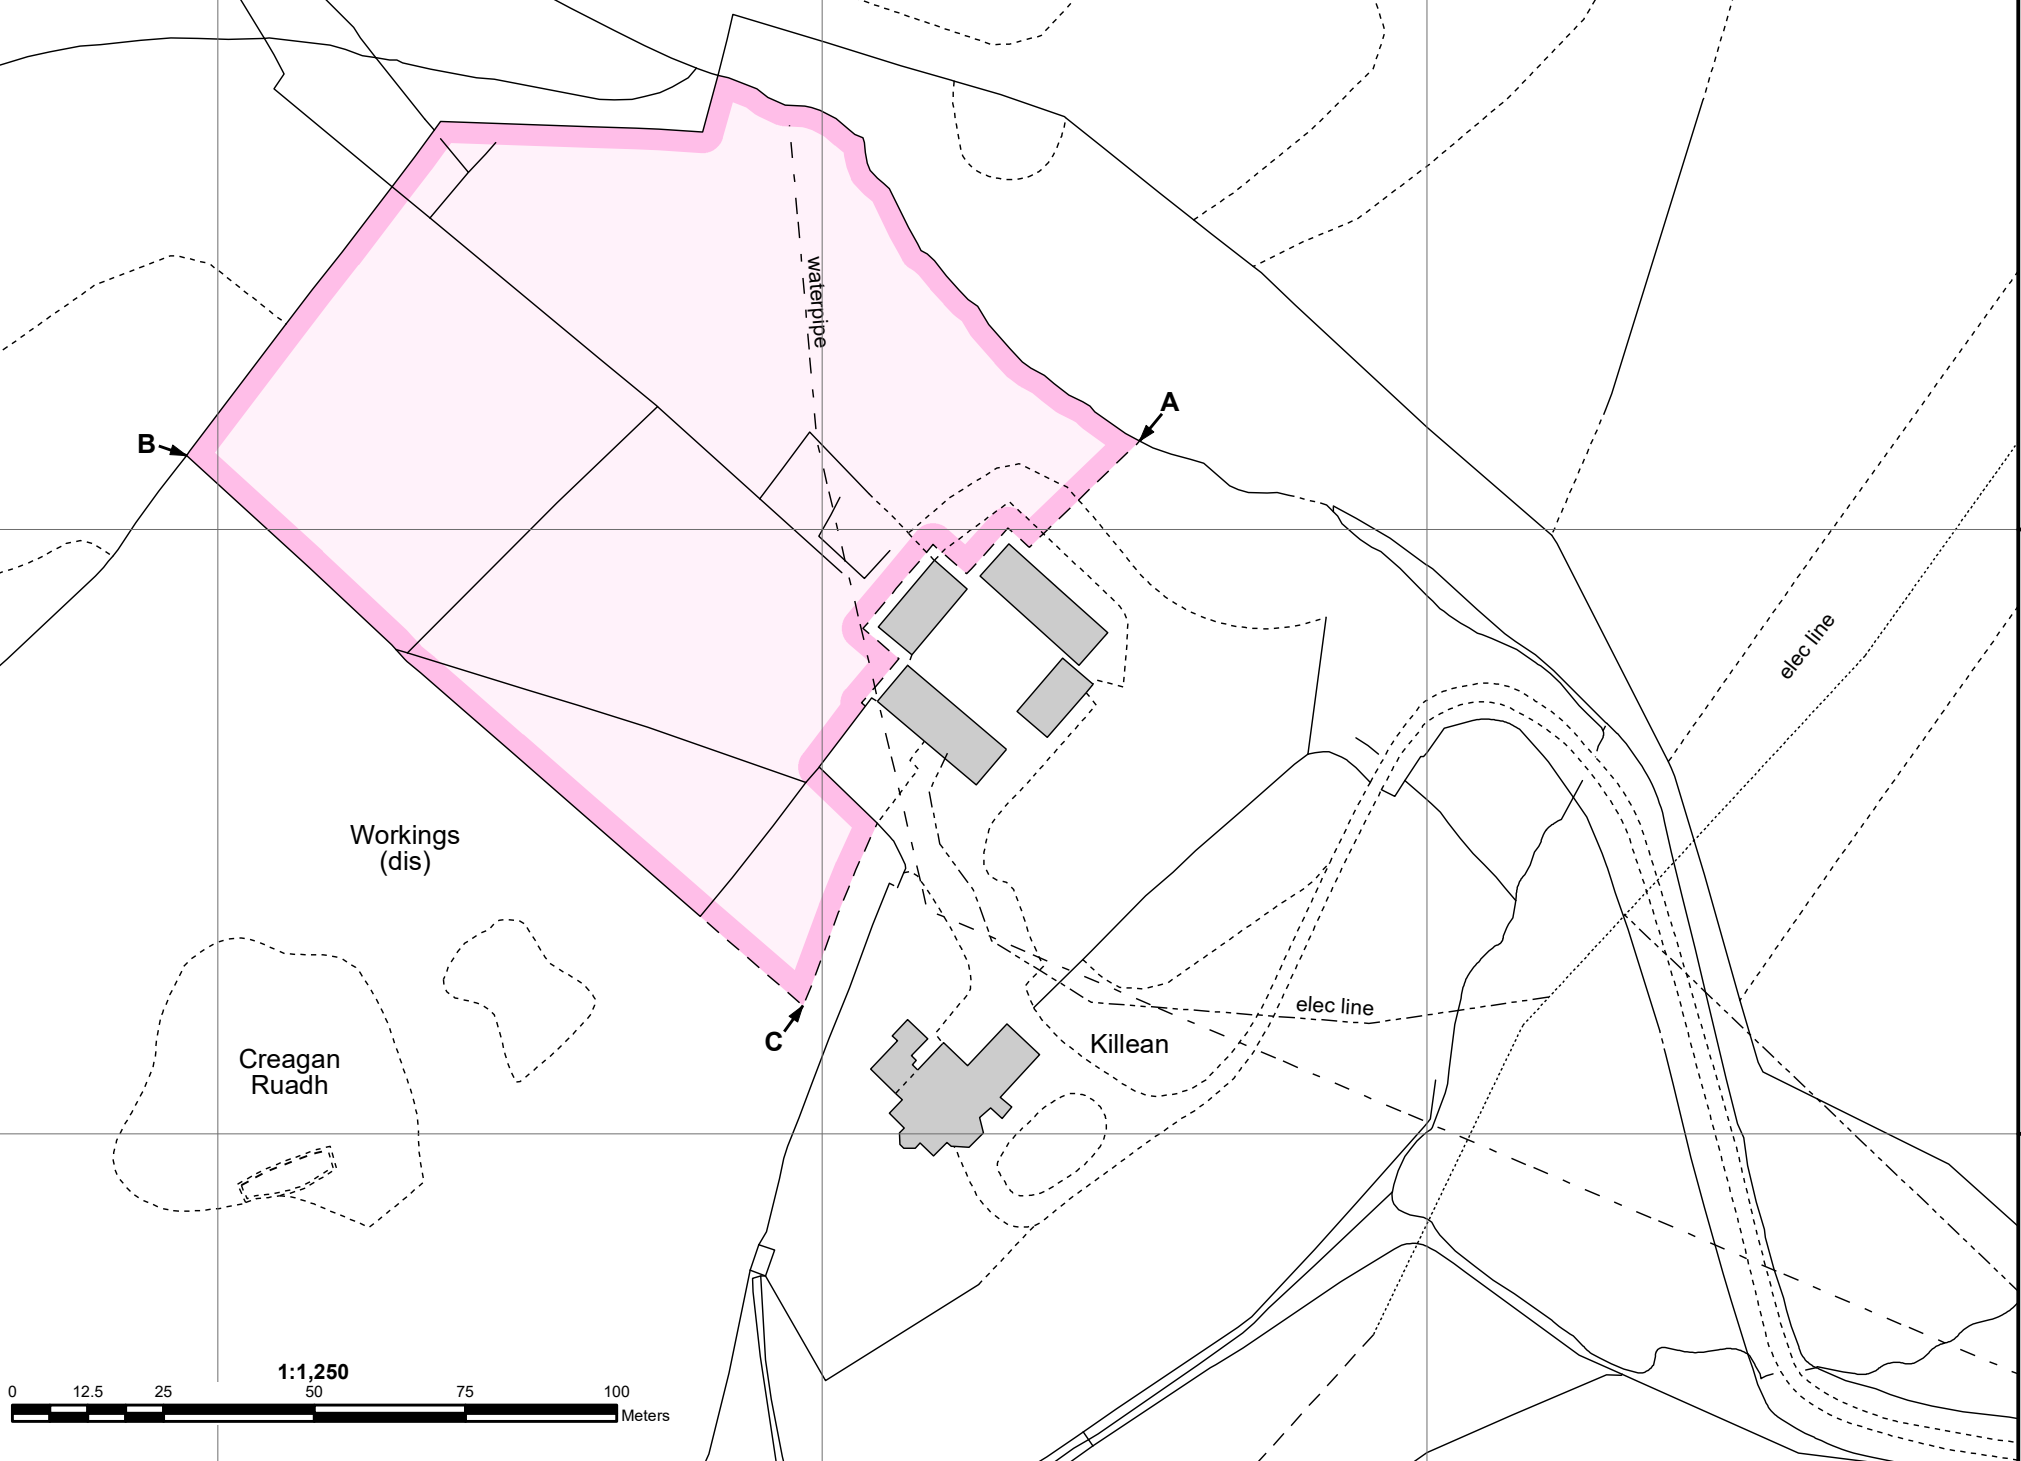 A
B
waterpipe
elec line
Workings
(dis)
elec line
C
Killean
Creagan
Ruadh
1:1,250
0 12.5 25 50 75 100
Meters